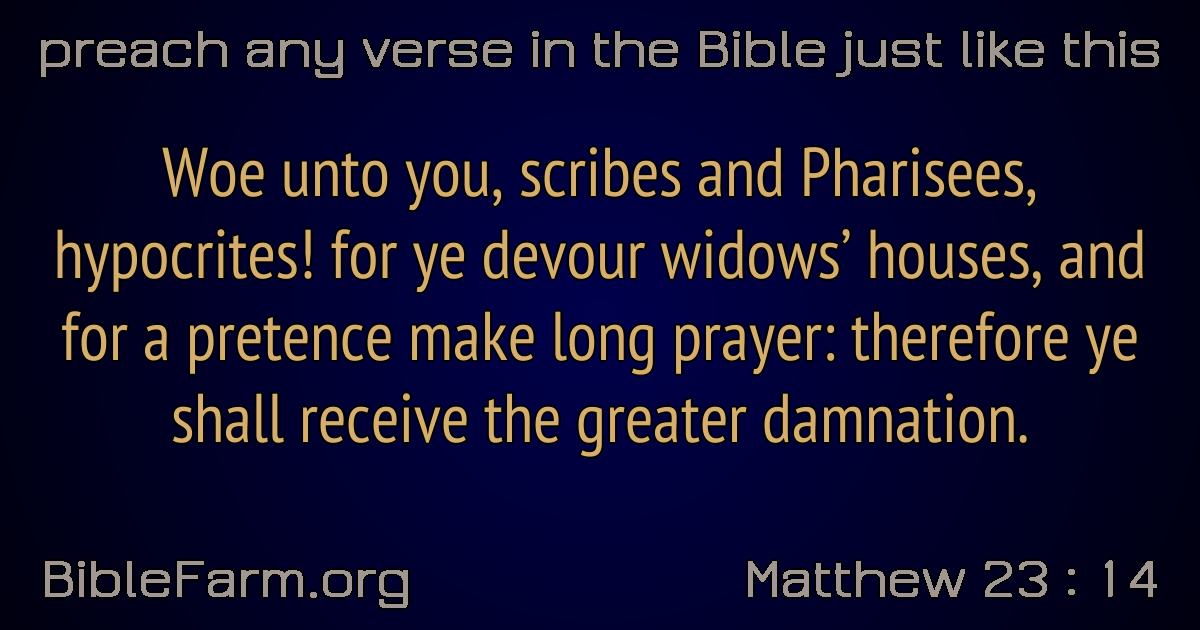 preach any verse in the Bible just like this
Woe unto you, scribes and Pharisees,
hypocrites! for ye devour widows’ houses, and
for a pretence make long prayer: therefore ye
shall receive the greater damnation.
BibleFarm.org
Matthew 23 : 14